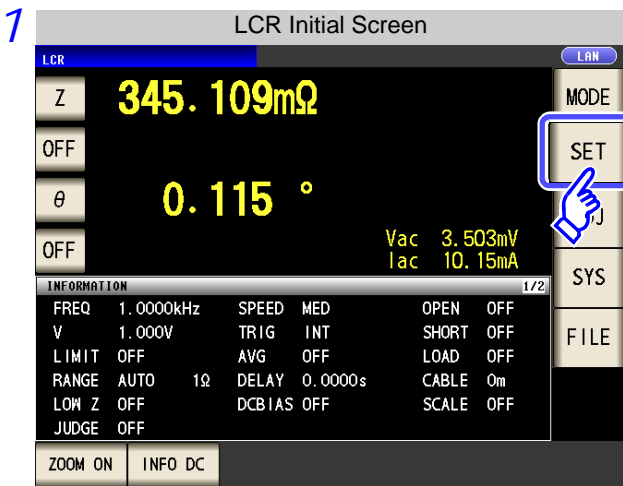 1
LCR Initial Screen
LCR
LAN
Z
345.109mΩ
MODE
OFF
SET
θ
0.115 °
OFF
Vac 3.503mV
Iac 10.15mA
SYS
INFORMATION 1/2
FREQ 1.0000kHz SPEED MED OPEN OFF
V 1.000V TRIG INT SHORT OFF
FILE
LIMIT OFF AVG OFF LOAD OFF
RANGE AUTO 1Ω DELAY 0.0000s CABLE 0m
LOW Z OFF DCBIAS OFF SCALE OFF
JUDGE OFF
ZOOM ON INFO DC